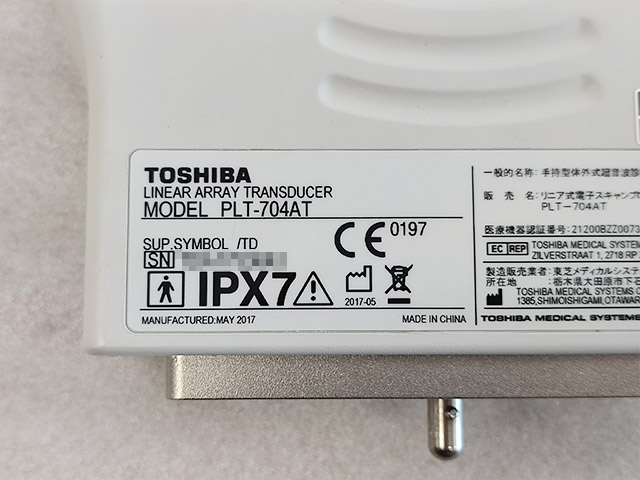 TOSHIBA
LINEAR ARRAY TRANSDUCER
MODEL PLT-704AT
CE 0197
SUP.SYMBOL /TD
SN
IPX7
2017-05
MANUFACTURED:MAY 2017
MADE IN CHINA
一般的名称:手持型体外式超音波診
販 売 名:リニア式電子スキャンプロ
PLT-704AT
医療機器認証番号:21200BZZ0073
EC REP TOSHIBA MEDICAL SYSTEM
ZILVERSTRAAT 1, 2718 RP
製造販売業者:東芝メディカルシステ
所在地 :栃木県大田原市下石
TOSHIBA MEDICAL SYSTEMS C
1385,SHIMOISHIGAMI,OTAWAR
TOSHIBA MEDICAL SYSTEMS